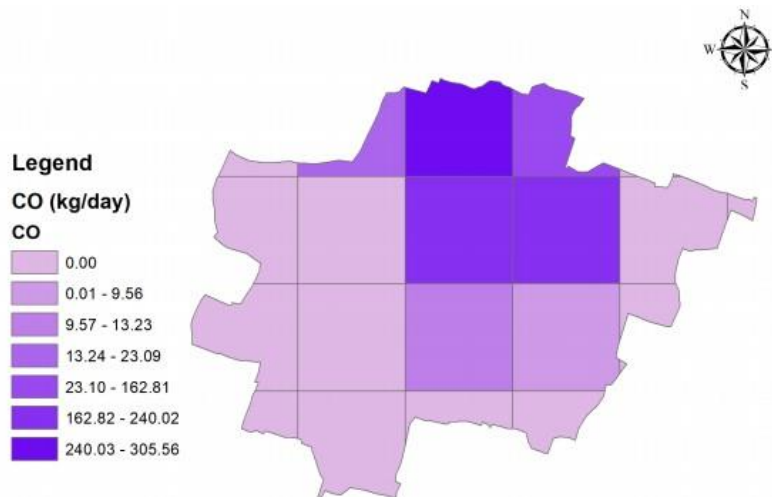 N
W
S
Legend
CO (kg/day)
CO
0.00
0.01 - 9.56
9.57 - 13.23
13.24 - 23.09
23.10 - 162.81
162.82 - 240.02
240.03 - 305.56